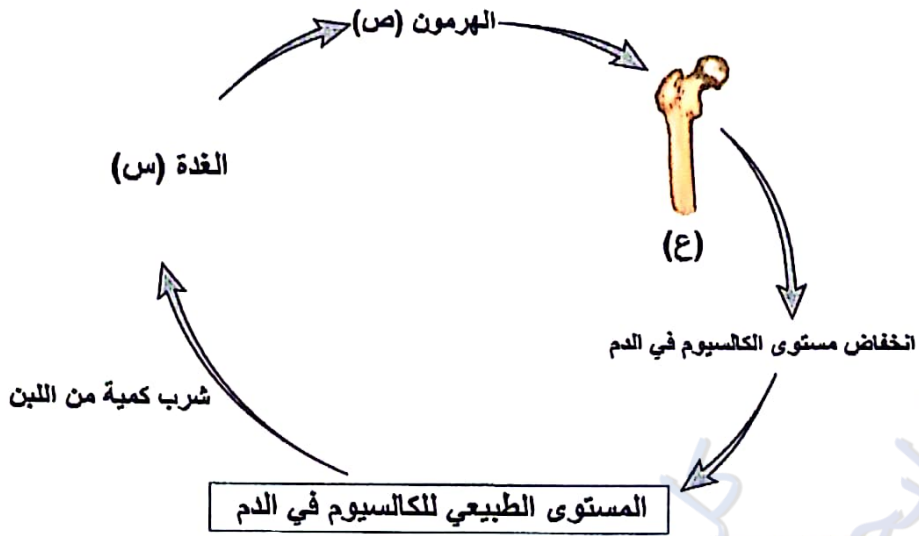 الهرمون (ص)
الغدة (س)
(ع)
انخفاض مستوى الكالسيوم في الدم
شرب كمية من اللبن
المستوى الطبيعي للكالسيوم في الدم